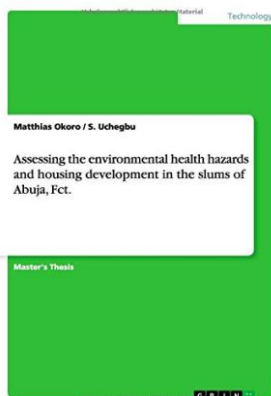 Technology
Matthias Okoro / S. Uchegbu
Assessing the environmental health hazards
and housing development in the slums of
Abuja, Fct.
Master's Thesis
GRIN